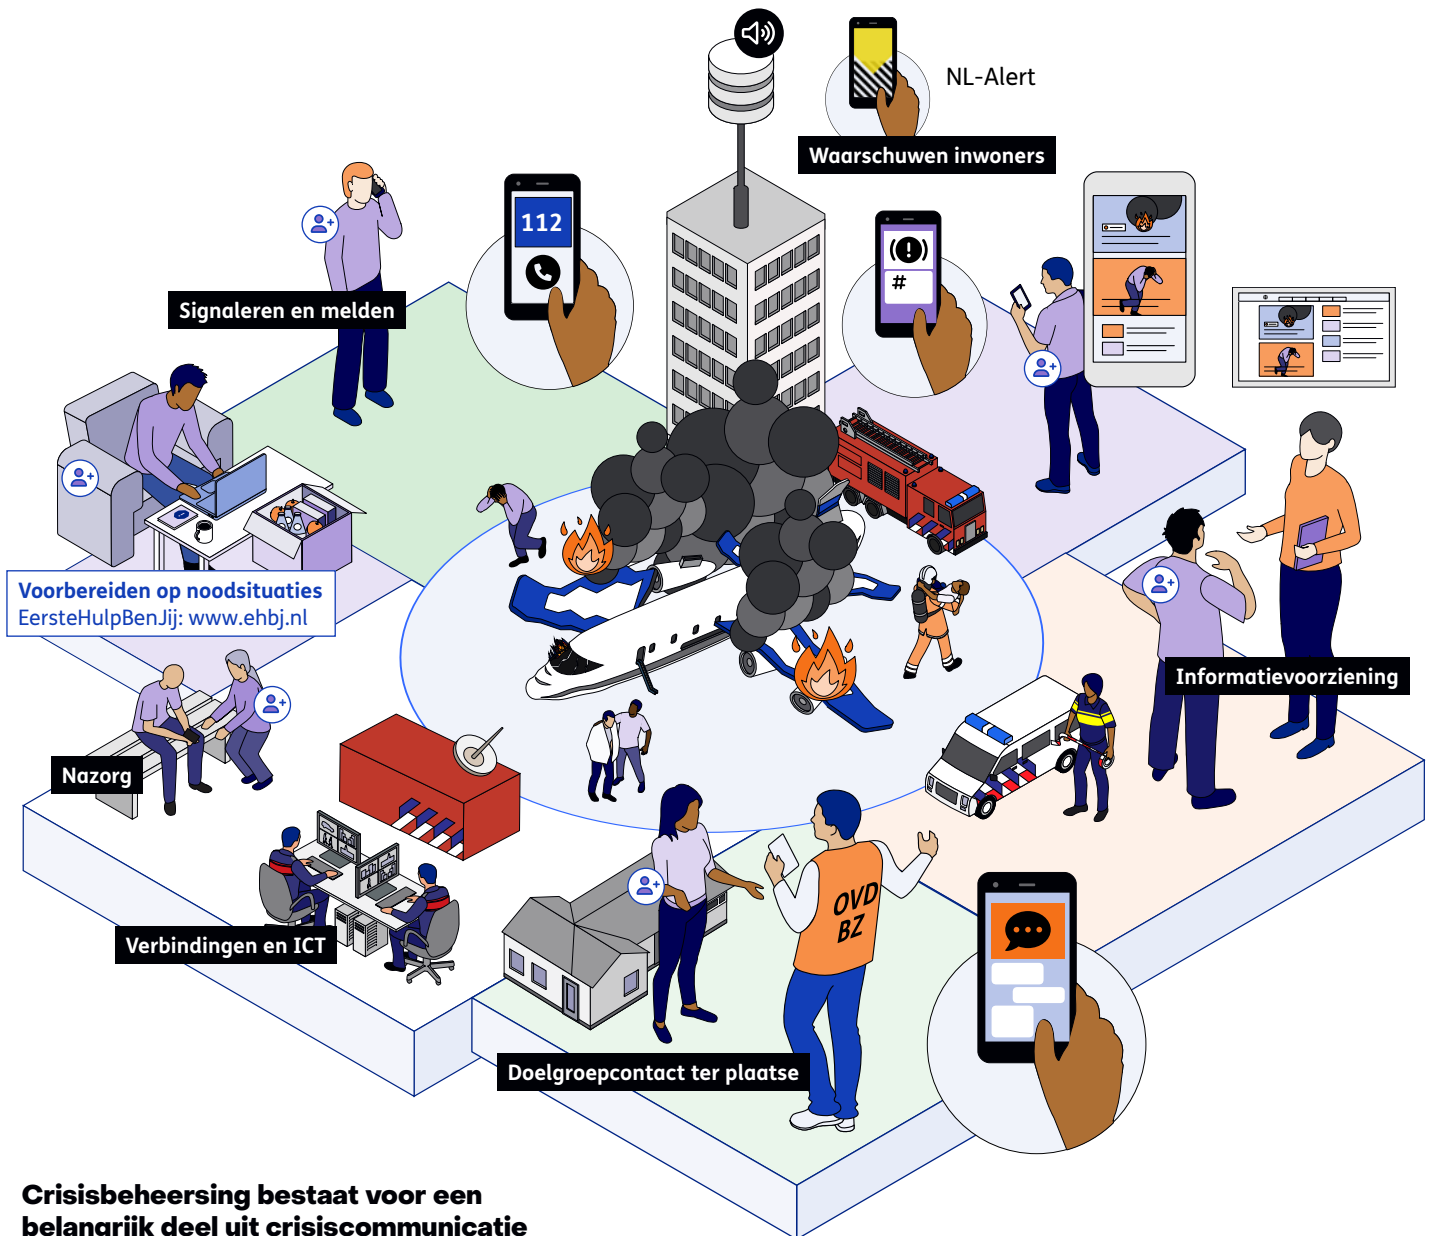 NL-Alert
Waarschuwen inwoners
112
#
Signaleren en melden
Voorbereiden op noodsituaties
EersteHulpBenJij: www.ehbj.nl
Informatievoorziening
Nazorg
Verbindingen en ICT
OVD
BZ
Doelgroepcontact ter plaatse
Crisisbeheersing bestaat voor een
belangrijk deel uit crisiscommunicatie